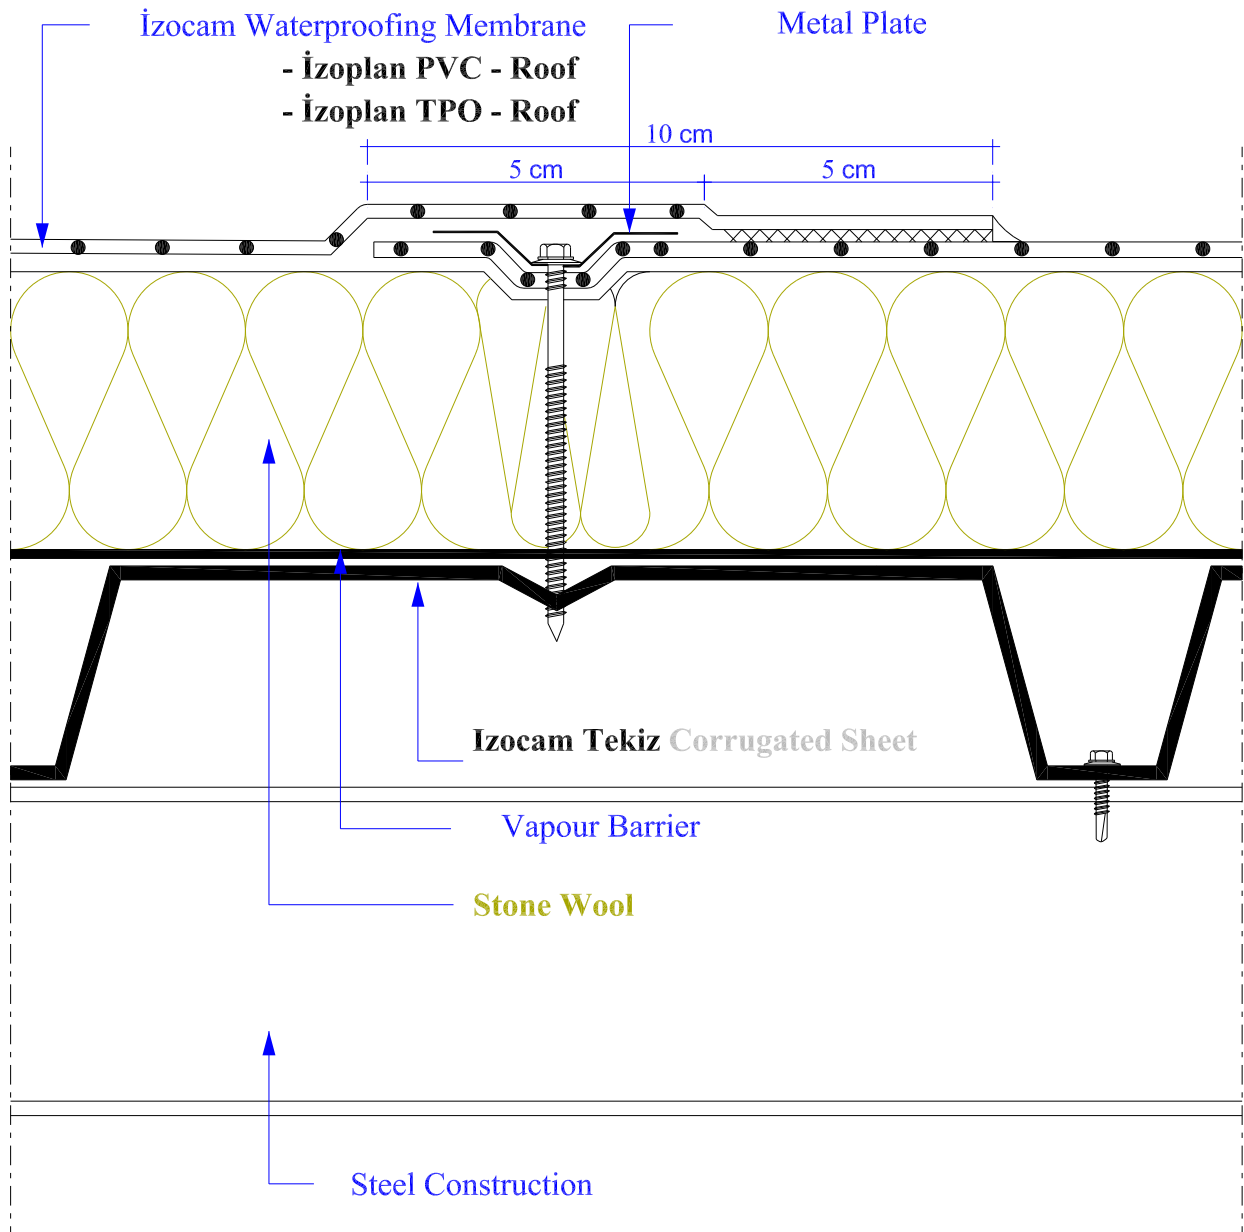 İzocam Waterproofing Membrane
Metal Plate
- İzoplan PVC - Roof
- İzoplan TPO - Roof
10 cm
5 cm
5 cm
Izocam Tekiz Corrugated Sheet
Vapour Barrier
Stone Wool
Steel Construction